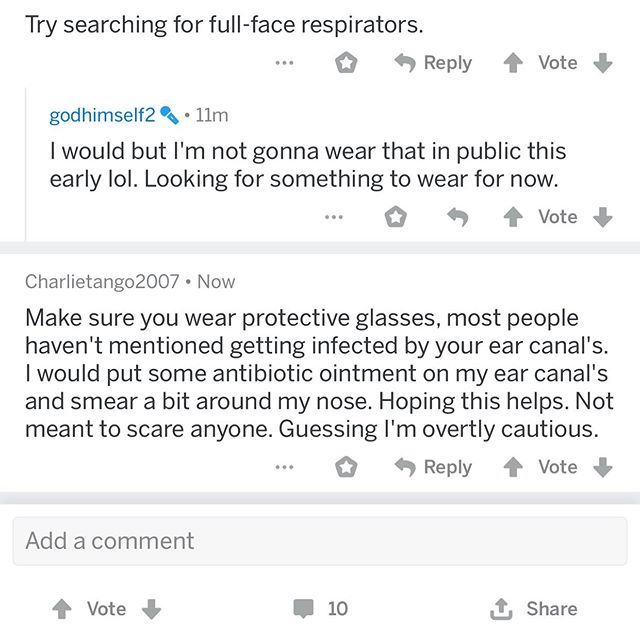 Try searching for full-face respirators.
... Reply Vote
godhimself2 • 11m
I would but I'm not gonna wear that in public this
early lol. Looking for something to wear for now.
... Vote
Charlietango2007 • Now
Make sure you wear protective glasses, most people
haven't mentioned getting infected by your ear canal's.
I would put some antibiotic ointment on my ear canal's
and smear a bit around my nose. Hoping this helps. Not
meant to scare anyone. Guessing I'm overtly cautious.
... Reply Vote
Add a comment
Vote 10 Share